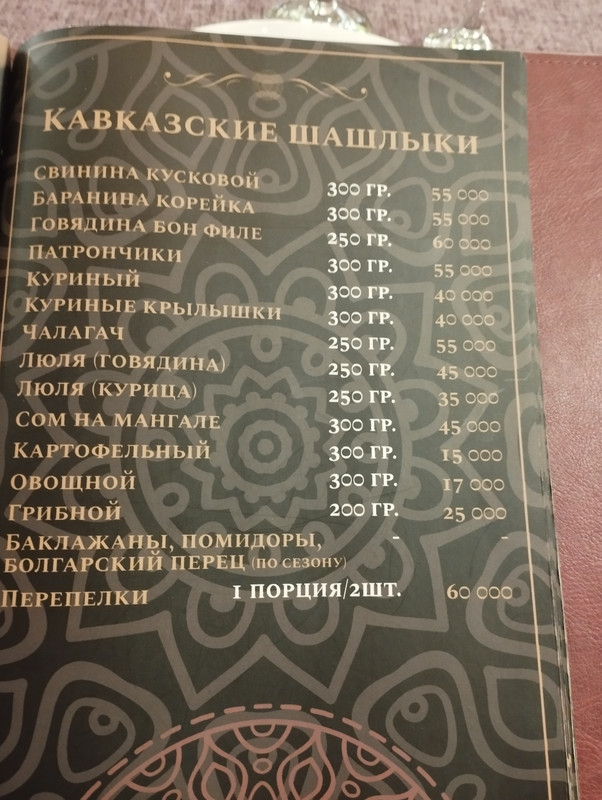 КАВКАЗСКИЕ ШАШЛЫКИ
СВИНИНА КУСКОВОЙ 300 ГР. 55 000
БАРАНИНА КОРЕЙКА 300 ГР. 55 000
ГОВЯДИНА БОН ФИЛЕ 250 ГР. 60 000
ПАТРОНЧИКИ 300 ГР. 55 000
КУРИНЫЙ 300 ГР. 40 000
КУРИНЫЕ КРЫЛЫШКИ 300 ГР. 40 000
ЧАЛАГАЧ 250 ГР. 55 000
ЛЮЛЯ (ГОВЯДИНА) 250 ГР. 45 000
ЛЮЛЯ (КУРИЦА) 250 ГР. 35 000
СОМ НА МАНГАЛЕ 300 ГР. 45 000
КАРТОФЕЛЬНЫЙ 300 ГР. 15 000
ОВОЩНОЙ 300 ГР. 17 000
ГРИБНОЙ 200 ГР. 25 000
БАКЛАЖАНЫ, ПОМИДОРЫ, - -
БОЛГАРСКИЙ ПЕРЕЦ (ПО СЕЗОНУ)
ПЕРЕПЕЛКИ 1 ПОРЦИЯ/2ШТ. 60 000